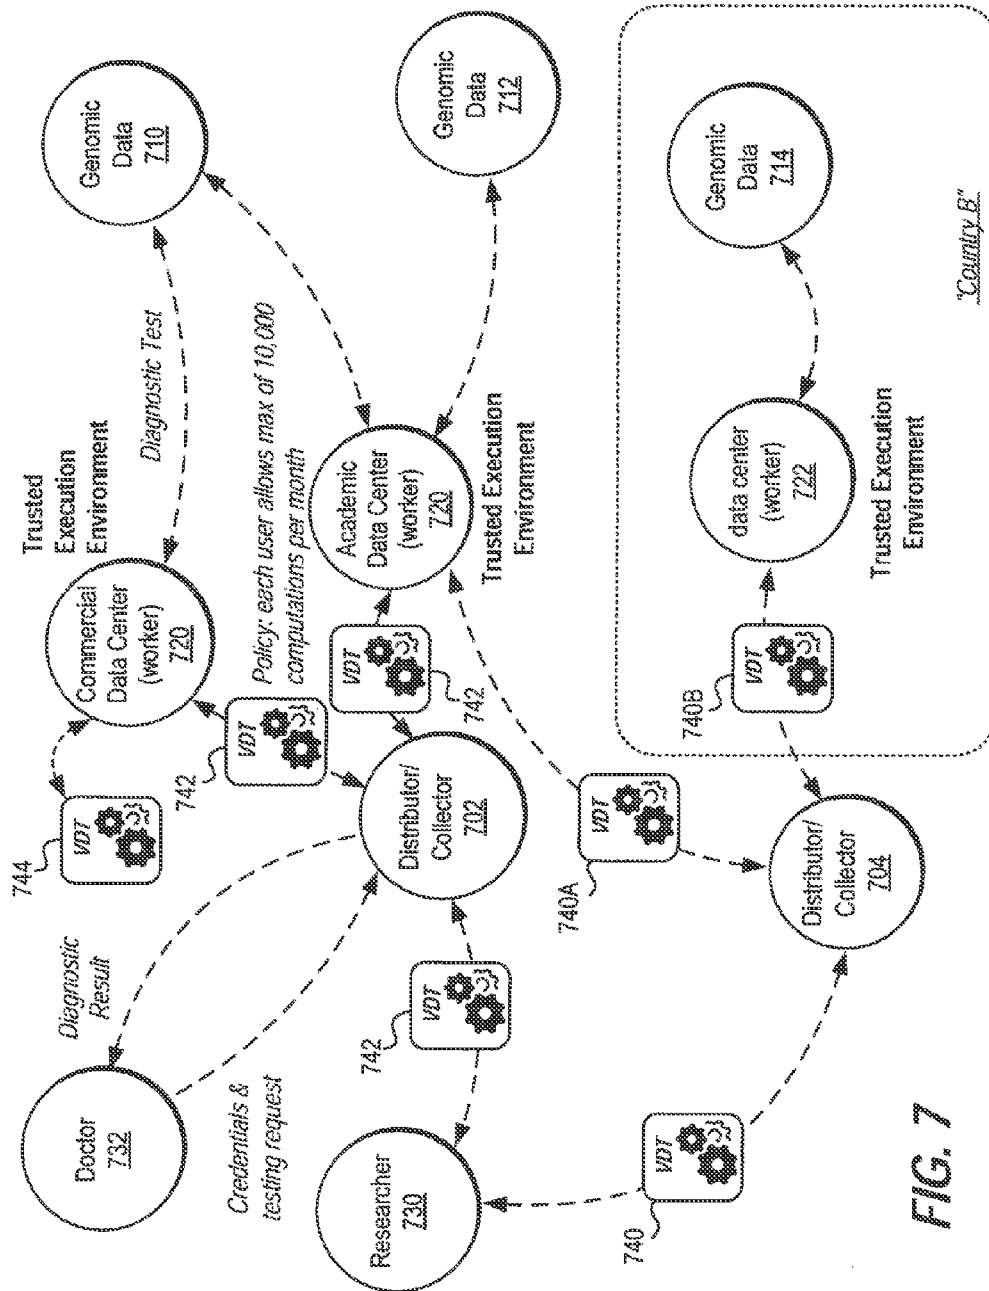 Doctor
732
Diagnostic
Result
Credentials &
testing request
744
VDT
Commercial
Data Center
(worker)
720
Trusted
Execution
Environment
Diagnostic Test
Genomic
Data
710
742
VDT
Policy: each user allows max of 10,000
computations per month
Distributor/
Collector
702
VDT
742
Academic
Data Center
(worker)
720
Trusted Execution
Environment
Genomic
Data
712
Researcher
730
742
VDT
740
VDT
740A
VDT
Distributor/
Collector
704
740B
VDT
data center
(worker)
722
Trusted Execution
Environment
Genomic
Data
714
"Country B"
FIG. 7